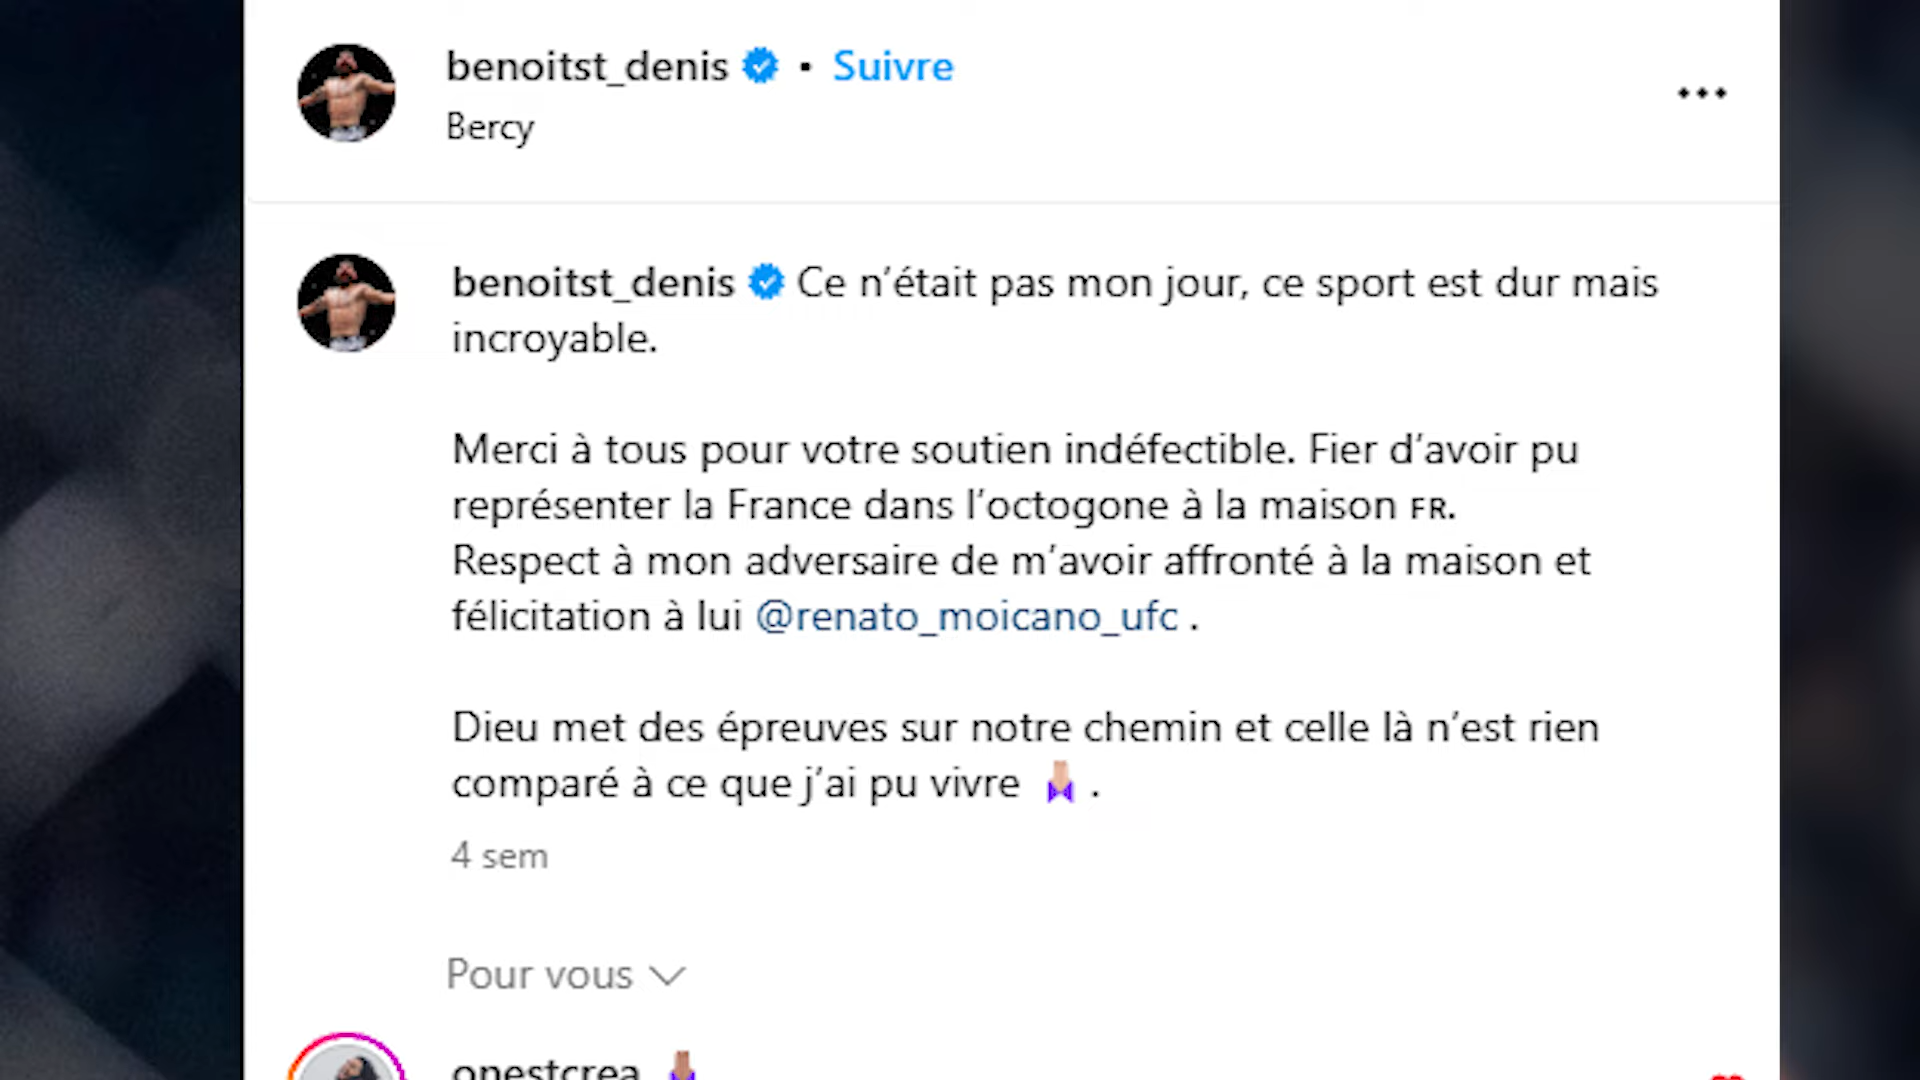 benoitst_denis • Suivre
Bercy
benoitst_denis Ce n’était pas mon jour, ce sport est dur mais
incroyable.
Merci à tous pour votre soutien indéfectible. Fier d’avoir pu
représenter la France dans l’octogone à la maison FR.
Respect à mon adversaire de m’avoir affronté à la maison et
félicitation à lui @renato_moicano_ufc .
Dieu met des épreuves sur notre chemin et celle là n’est rien
comparé à ce que j’ai pu vivre 🙏 .
4 sem
Pour vous
onestcrea 🙏